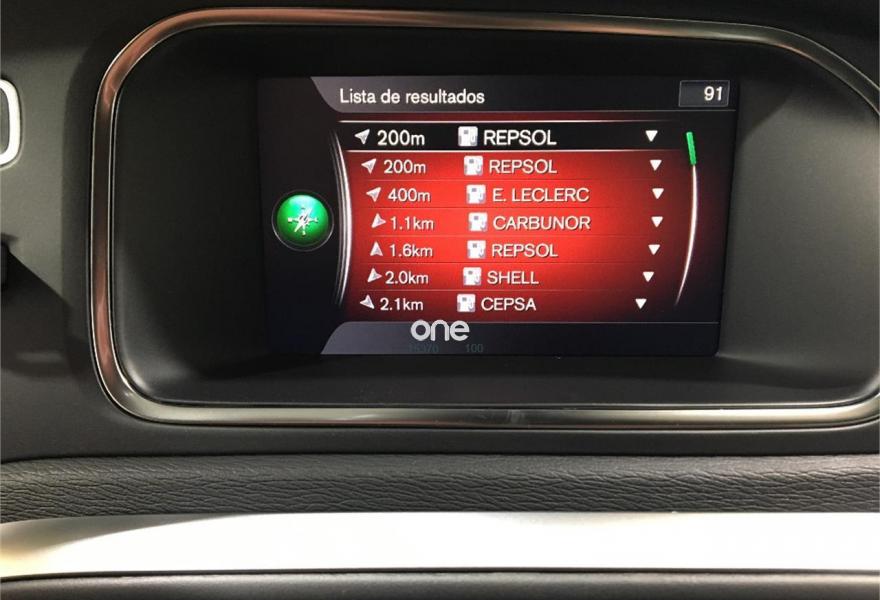 Lista de resultados 91
200m REPSOL
200m REPSOL
400m E. LECLERC
1.1km CARBUNOR
1.6km REPSOL
2.0km SHELL
2.1km CEPSA
one
15370 100